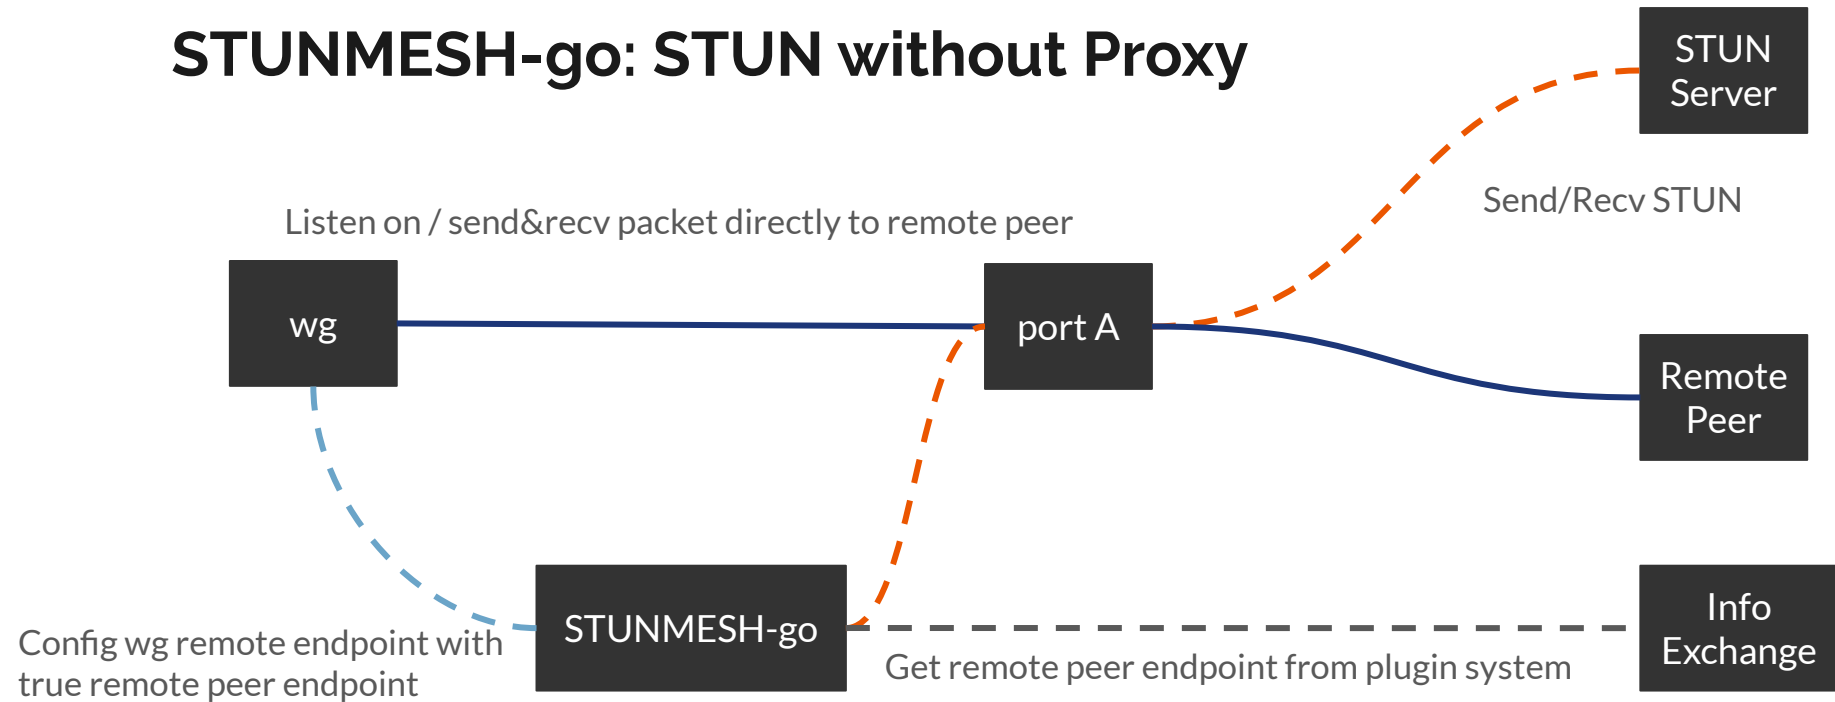 STUNMESH-go: STUN without Proxy
STUN
Server
Send/Recv STUN
Listen on / send&recv packet directly to remote peer
wg
port A
Remote
Peer
STUNMESH-go
Info
Exchange
Config wg remote endpoint with
true remote peer endpoint
Get remote peer endpoint from plugin system